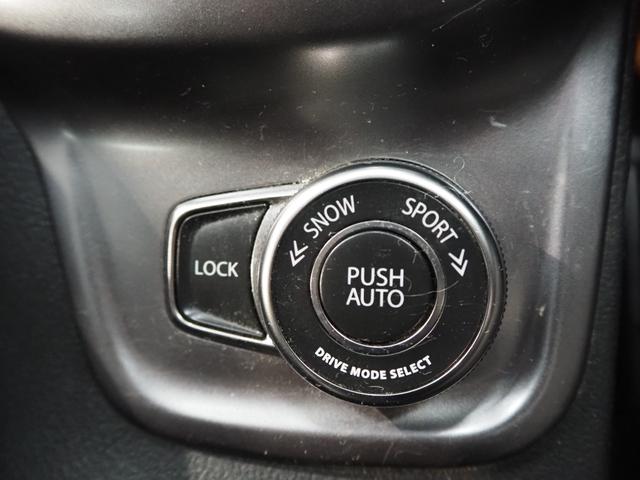 LOCK
SNOW
SPORT
PUSH
AUTO
DRIVE MODE SELECT